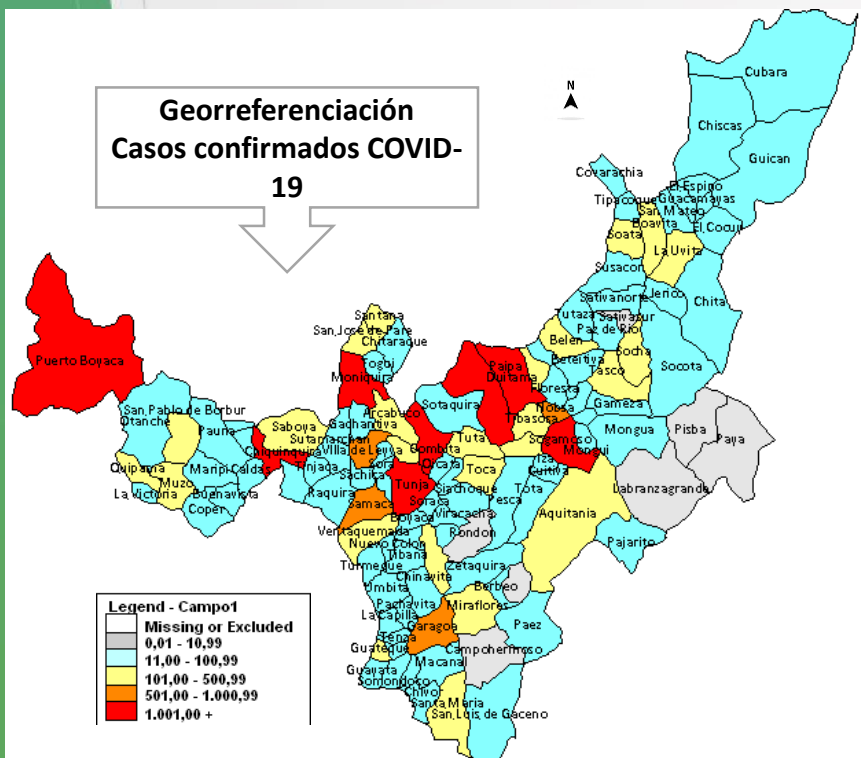 Georreferenciación
Casos confirmados COVID-
19
N
Cubara
Chiscas
Guican
Covarachia
El Espino
Tipacoque
Guacamayas
San Mateo
Boavita
El Cocuy
Soata
La Uvita
Susacon
Sativanorte
Jerico
Chita
Tutaza
Sativasur
Paz de Rio
Santana
San Jose de Pare
Chitaraque
Belen
Socha
Puerto Boyaca
Togui
Paipa
Beteitiva
Tasco
Socota
Moniquira
Duitama
Floresta
San Pablo de Borbur
Arcabuco
Sotaquira
Nobsa
Gameza
Otanche
Pauna
Saboya
Gachantiva
Tibasosa
Mongua
Pisba
Paya
Sutamarchan
Combita
Tuta
Sogamoso
Mongui
Chiquinquira
Villa de Leyva
Sora
Oicata
Iza
Quipama
Maripi
Caldas
Tinjaca
Sachica
Toca
Cuitiva
Muzo
Tunja
Siachoque
Labranzagrande
La Victoria
Buenavista
Raquira
Soraca
Pesca
Tota
Coper
Samaca
Viracacha
Aquitania
Boyaca
Ventaquemada
Rondon
Pajarito
Nuevo Colon
Tibana
Turmeque
Zetaquira
Chinavita
Umbita
Berbeo
Pachavita
Miraflores
La Capilla
Garagoa
Paez
Tenza
Guateque
Campohermoso
Macanal
Guayata
Somondoco
Chivor
Santa Maria
San Luis de Gaceno
Legend - Campo1
Missing or Excluded
0,01 - 10,99
11,00 - 100,99
101,00 - 500,99
501,00 - 1.000,99
1.001,00 +